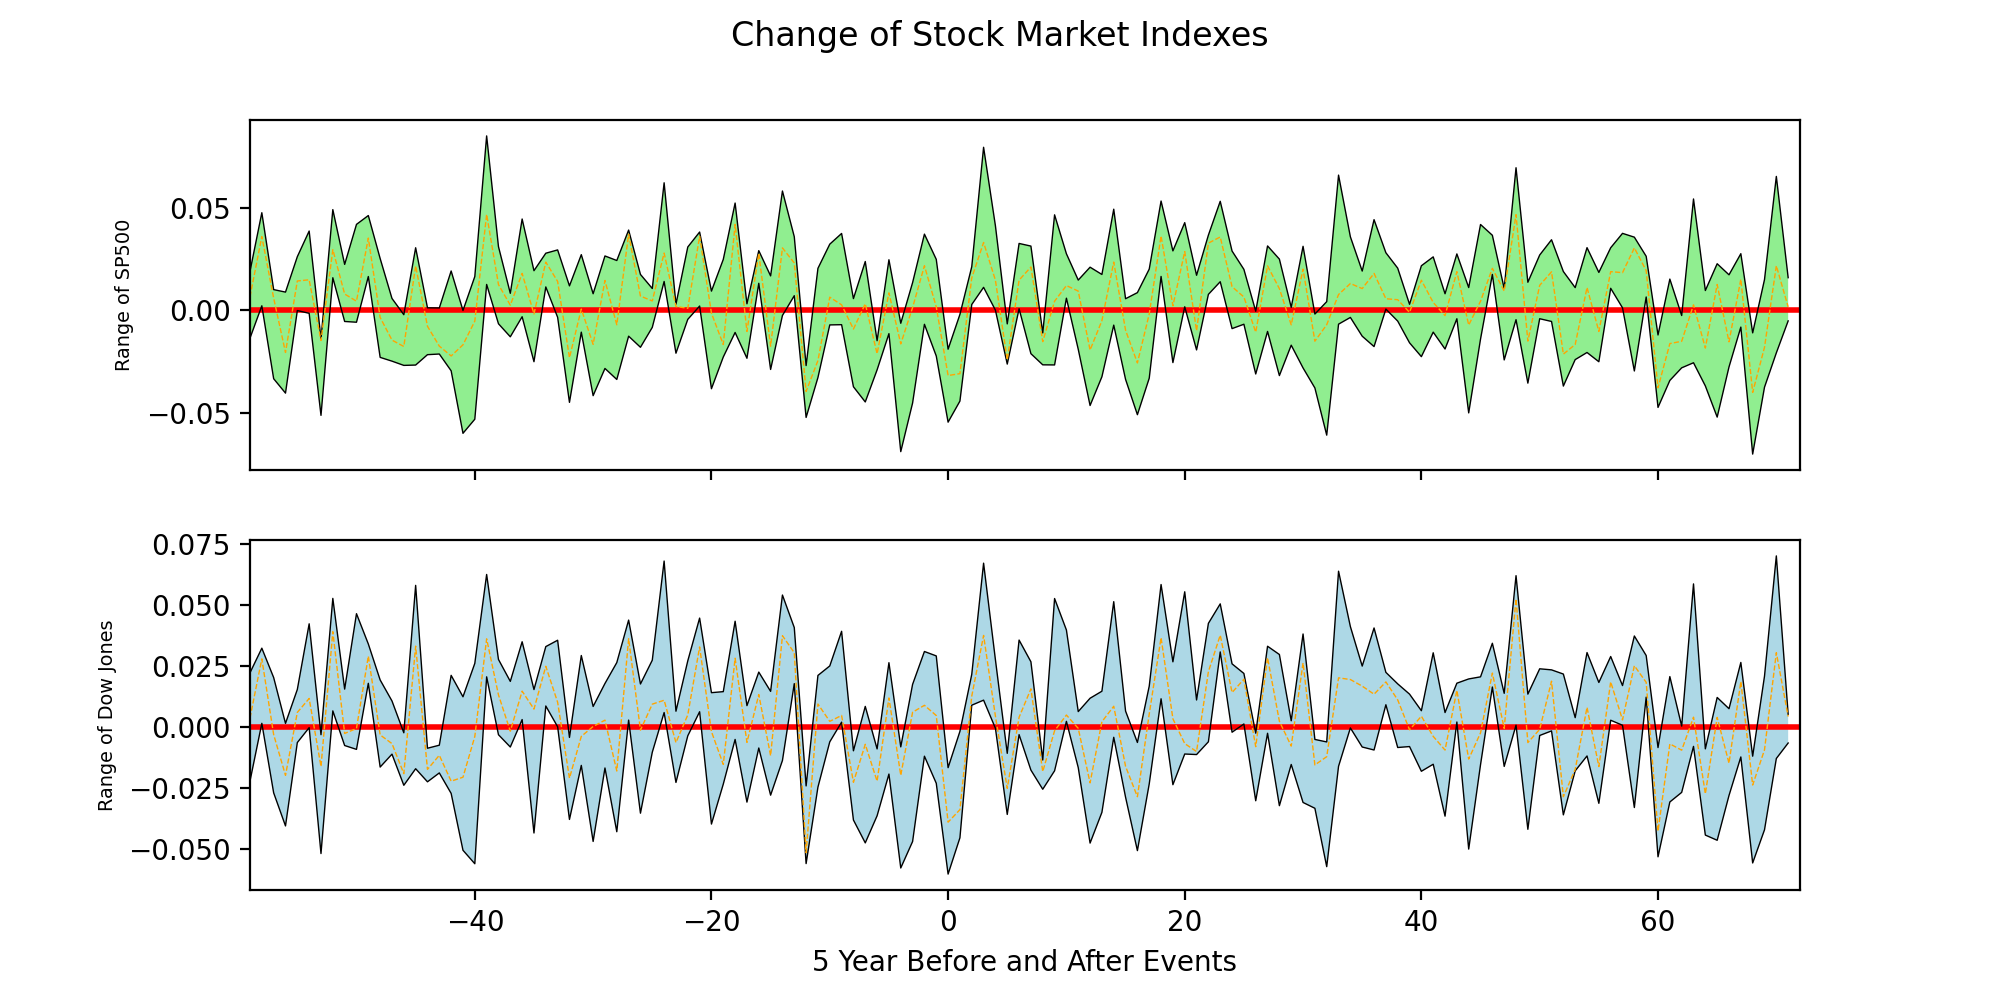 Change of Stock Market Indexes
0.05
0.00
−0.05
Range of SP500
0.075
0.050
0.025
0.000
−0.025
−0.050
Range of Dow Jones
−40 −20 0 20 40 60
5 Year Before and After Events